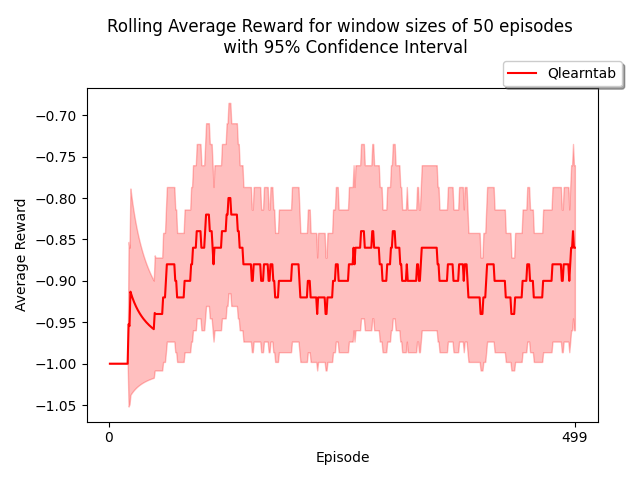 Rolling Average Reward for window sizes of 50 episodes
with 95% Confidence Interval
Qlearntab
Average Reward
−0.70
−0.75
−0.80
−0.85
−0.90
−0.95
−1.00
−1.05
0
499
Episode